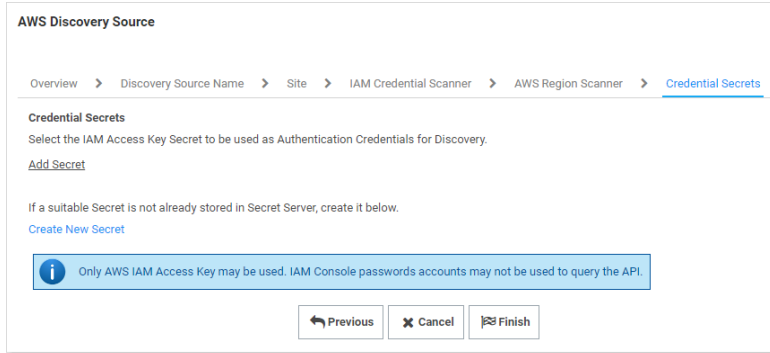 AWS Discovery Source
Overview > Discovery Source Name > Site > IAM Credential Scanner > AWS Region Scanner > Credential Secrets
Credential Secrets
Select the IAM Access Key Secret to be used as Authentication Credentials for Discovery.
Add Secret
If a suitable Secret is not already stored in Secret Server, create it below.
Create New Secret
i Only AWS IAM Access Key may be used. IAM Console passwords accounts may not be used to query the API.
Previous Cancel Finish